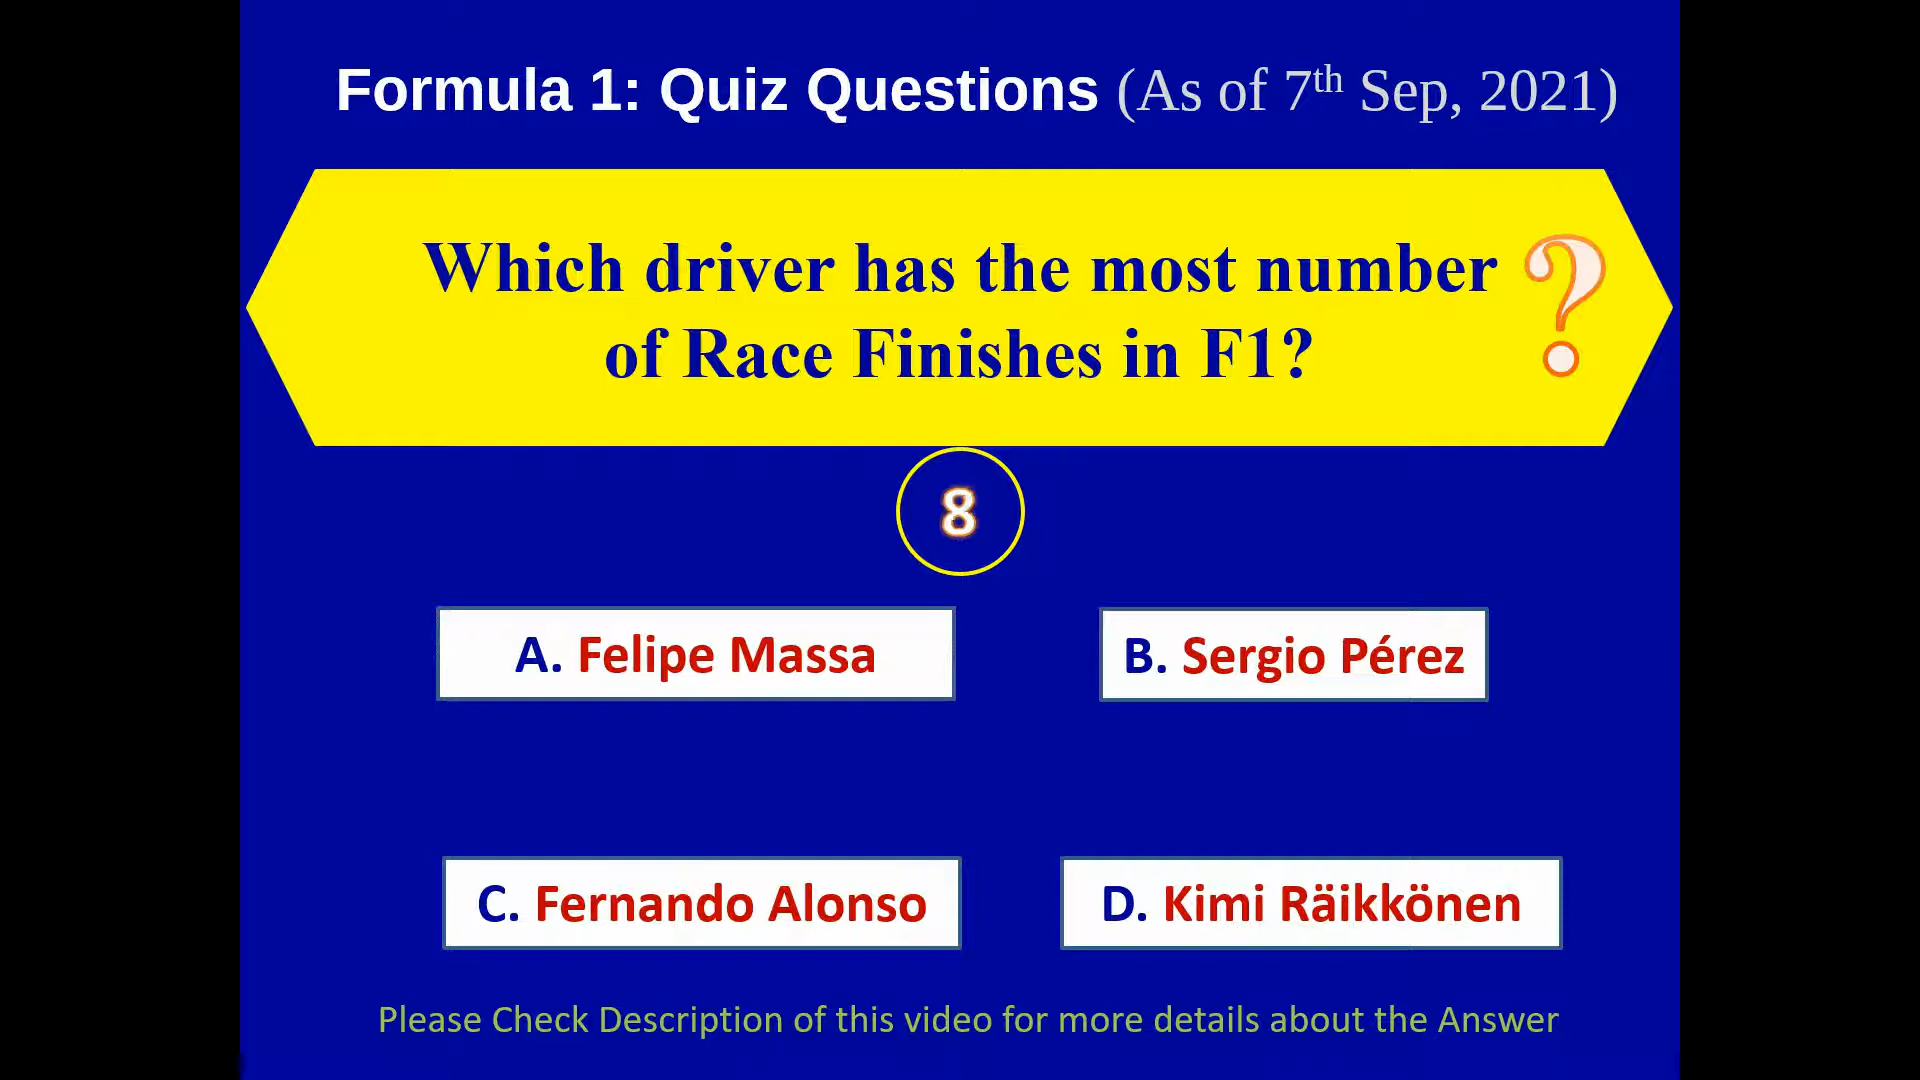 Formula 1: Quiz Questions (As of 7th Sep, 2021)
Which driver has the most number
of Race Finishes in F1?
?
8
A. Felipe Massa
B. Sergio Pérez
C. Fernando Alonso
D. Kimi Räikkönen
Please Check Description of this video for more details about the Answer